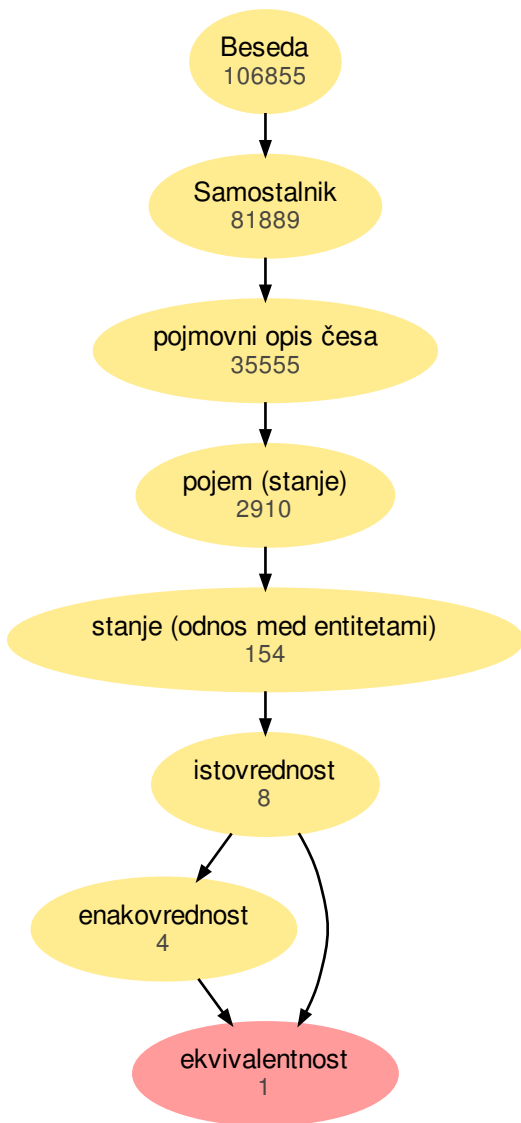 Beseda
106855
Samostalnik
81889
pojmovni opis česa
35555
pojem (stanje)
2910
stanje (odnos med entitetami)
154
istovrednost
8
enakovrednost
4
ekvivalentnost
1